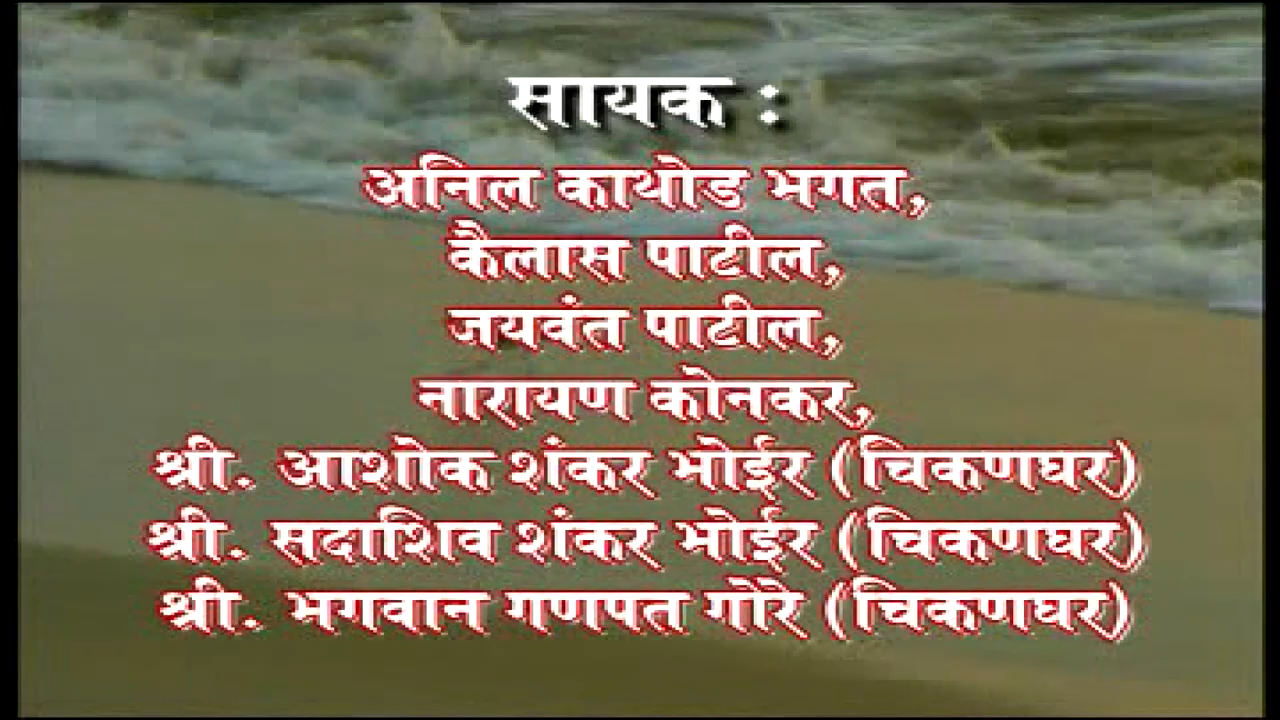 सायक :
अनिल काथोड भगत,
कैलास पाटील,
जयवंत पाटील,
नारायण कोनकर,
श्री. आशोक शंकर भोईर (चिकणघर)
श्री. सदाशिव शंकर भोईर (चिकणघर)
श्री. भगवान गणपत गोरे (चिकणघर)